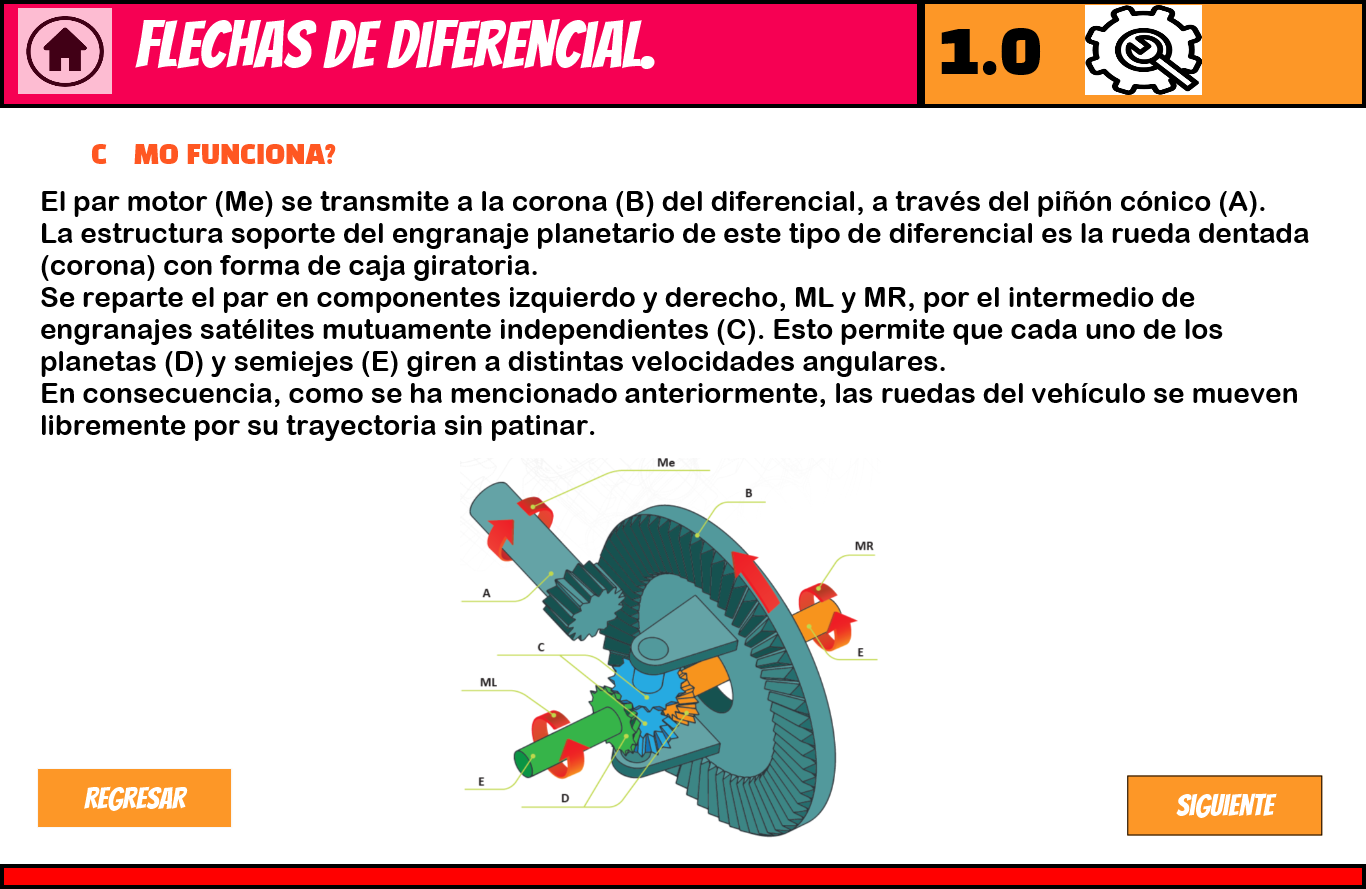 FLECHAS DE DIFERENCIAL.
1.0
C MO FUNCIONA?
El par motor (Me) se transmite a la corona (B) del diferencial, a través del piñón cónico (A).
La estructura soporte del engranaje planetario de este tipo de diferencial es la rueda dentada
(corona) con forma de caja giratoria.
Se reparte el par en componentes izquierdo y derecho, ML y MR, por el intermedio de
engranajes satélites mutuamente independientes (C). Esto permite que cada uno de los
planetas (D) y semiejes (E) giren a distintas velocidades angulares.
En consecuencia, como se ha mencionado anteriormente, las ruedas del vehículo se mueven
libremente por su trayectoria sin patinar.
Me
B
MR
A
C
E
ML
E
D
REGRESAR
SIGUIENTE